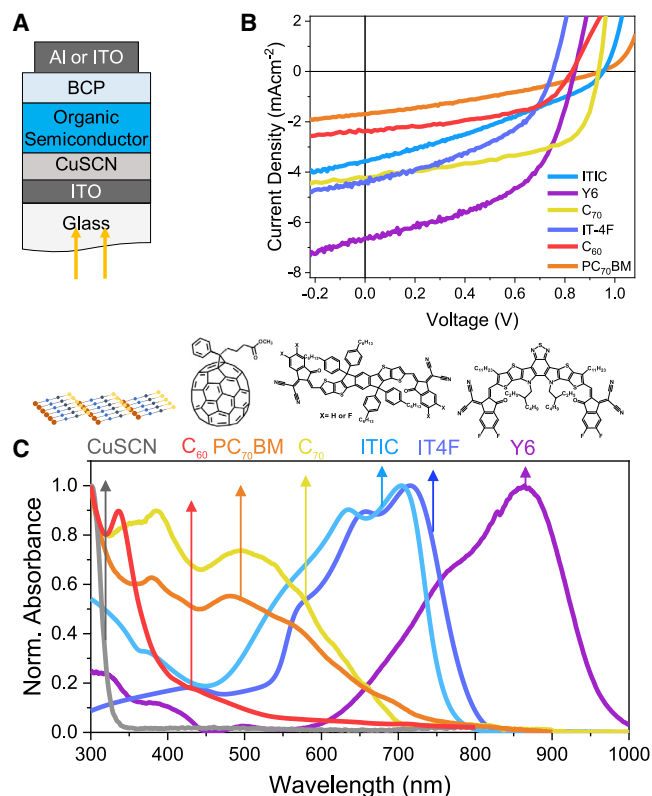 A
Al or ITO
BCP
Organic
Semiconductor
CuSCN
ITO
Glass
B
Current Density (mAcm⁻²)
2
0
-2
-4
-6
-8
-0.2
0.0
0.2
0.4
0.6
0.8
1.0
Voltage (V)
ITIC
Y6
C₇₀
IT-4F
C₆₀
PC₇₀BM
X= H or F
C
CuSCN
C₆₀
PC₇₀BM
C₇₀
ITIC
IT4F
Y6
Norm. Absorbance
1.0
0.8
0.6
0.4
0.2
0.0
300
400
500
600
700
800
900
1000
Wavelength (nm)